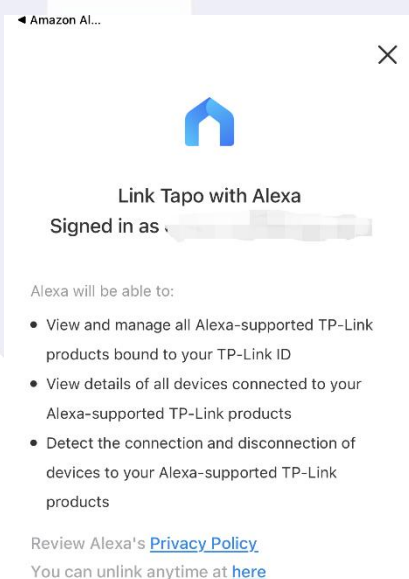 Amazon Al...
Link Tapo with Alexa
Signed in as
Alexa will be able to:
• View and manage all Alexa-supported TP-Link
products bound to your TP-Link ID
• View details of all devices connected to your
Alexa-supported TP-Link products
• Detect the connection and disconnection of
devices to your Alexa-supported TP-Link
products
Review Alexa's Privacy Policy
You can unlink anytime at here